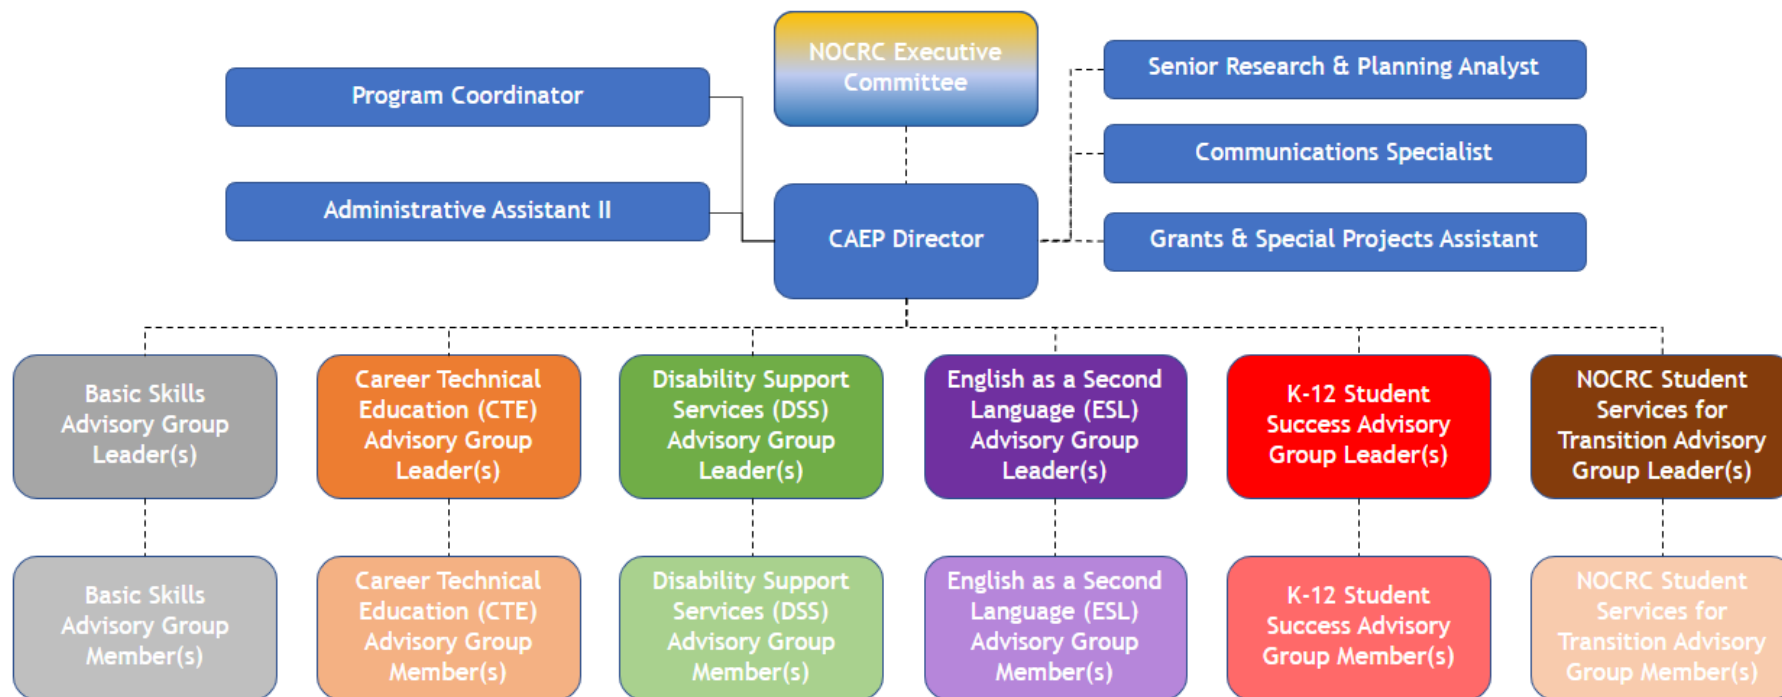 NOCRC Executive
Committee
Program Coordinator
Administrative Assistant II
CAEP Director
Senior Research & Planning Analyst
Communications Specialist
Grants & Special Projects Assistant
Basic Skills
Advisory Group
Leader(s)
Career Technical
Education (CTE)
Advisory Group
Leader(s)
Disability Support
Services (DSS)
Advisory Group
Leader(s)
English as a Second
Language (ESL)
Advisory Group
Leader(s)
K-12 Student
Success Advisory
Group Leader(s)
NOCRC Student
Services for
Transition Advisory
Group Leader(s)
Basic Skills
Advisory Group
Member(s)
Career Technical
Education (CTE)
Advisory Group
Member(s)
Disability Support
Services (DSS)
Advisory Group
Member(s)
English as a Second
Language (ESL)
Advisory Group
Member(s)
K-12 Student
Success Advisory
Group Member(s)
NOCRC Student
Services for
Transition Advisory
Group Member(s)